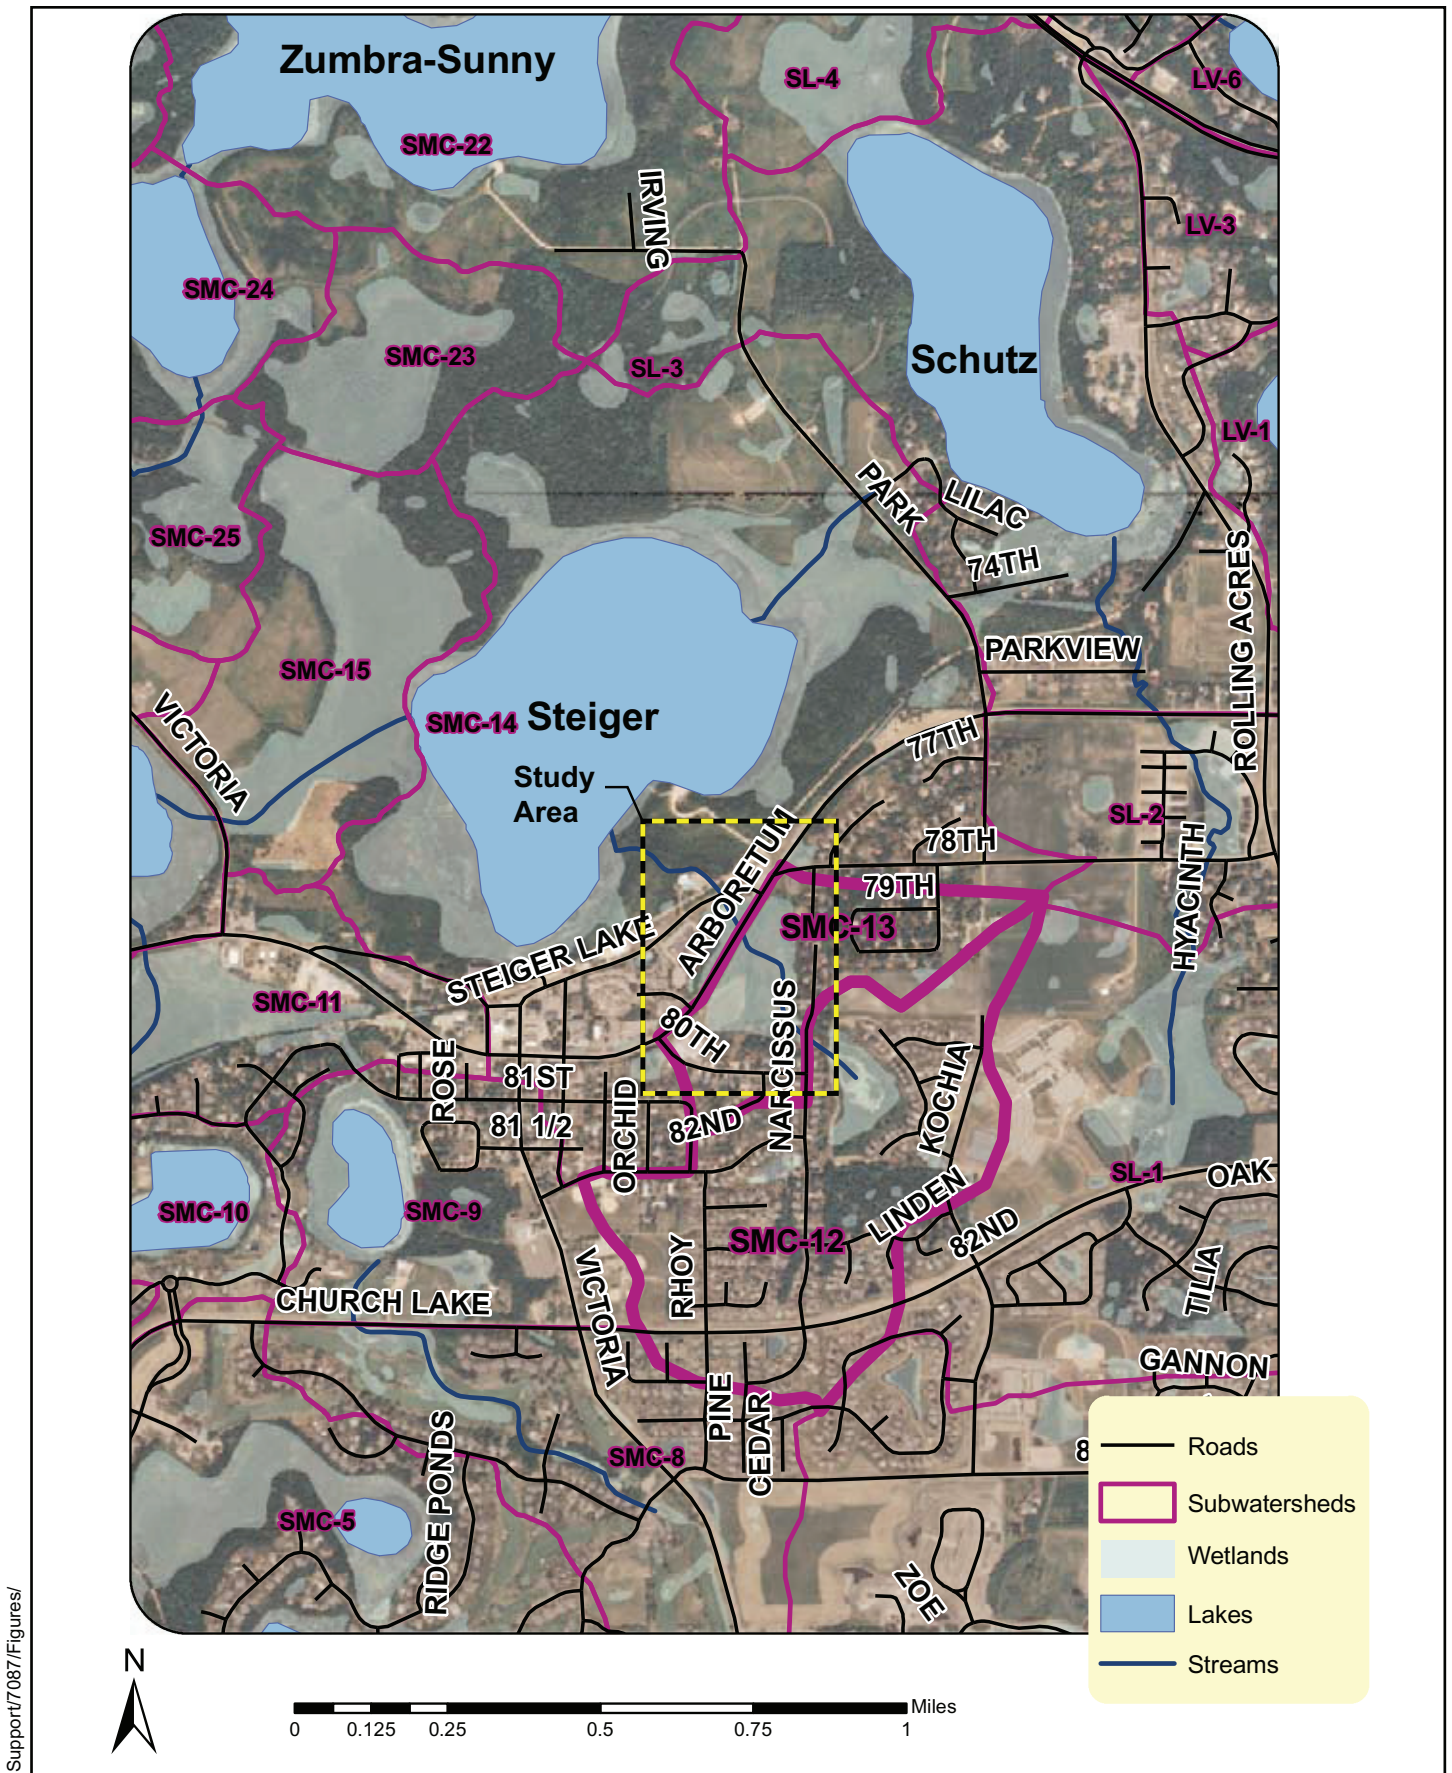 Zumbra-Sunny
SL-4
LV-6
SMC-22
IRVING
LV-3
SMC-24
SMC-23
SL-3
Schutz
LV-1
PARK
LILAC
SMC-25
74TH
ROLLING ACRES
PARKVIEW
SMC-15
VICTORIA
SMC-14
Steiger
77TH
Study
Area
SL-2
ARBORETUM
78TH
HYACINTH
79TH
SMC-13
STEIGER LAKE
SMC-11
80TH
NARCISSUS
ROSE
81ST
KOCHIA
ORCHID
81 1/2
82ND
SL-1
OAK
SMC-10
SMC-9
LINDEN
82ND
SMC-12
RHOY
VICTORIA
TILIA
CHURCH LAKE
GANNON
PINE
CEDAR
RIDGE PONDS
SMC-8
8
SMC-5
ZOE
Roads
Subwatersheds
Wetlands
Lakes
Streams
N
Miles
0 0.125 0.25 0.5 0.75 1
Support/7087/Figures/